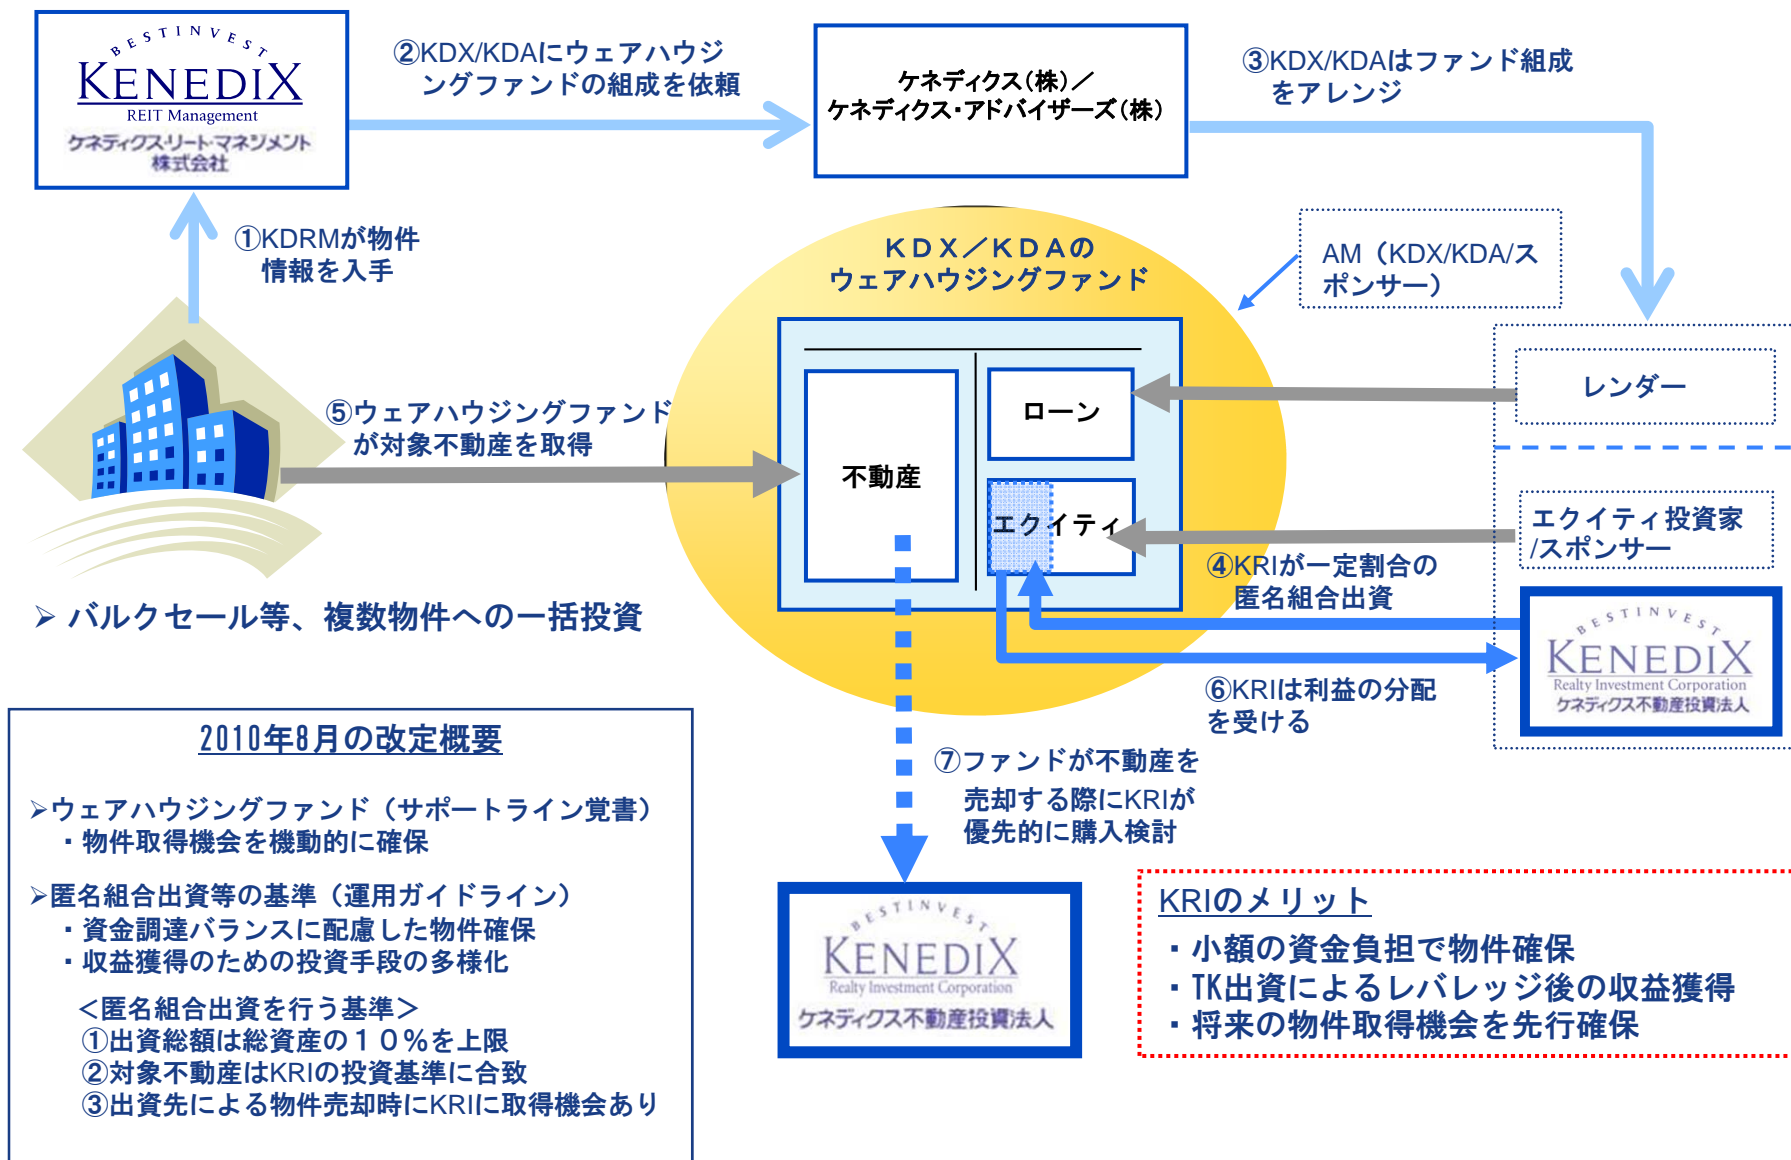 BESTINVEST
KENEDIX
REIT Management
ケネディクス・リート・マネジメント
株式会社
②KDX/KDAにウェアハウジ
ングファンドの組成を依頼
ケネディクス（株）／
ケネディクス・アドバイザーズ（株）
③KDX/KDAはファンド組成
をアレンジ
①KDRMが物件
情報を入手
ＫＤＸ／ＫＤＡの
ウェアハウジングファンド
AM（KDX/KDA/ス
ポンサー）
⑤ウェアハウジングファンド
が対象不動産を取得
不動産
ローン
エクイティ
レンダー
エクイティ投資家
/スポンサー
④KRIが一定割合の
匿名組合出資
BESTINVEST
KENEDIX
Realty Investment Corporation
ケネディクス不動産投資法人
⑥KRIは利益の分配
を受ける
➢ バルクセール等、複数物件への一括投資
⑦ファンドが不動産を
売却する際にKRIが
優先的に購入検討
BESTINVEST
KENEDIX
Realty Investment Corporation
ケネディクス不動産投資法人
2010年8月の改定概要
➢ウェアハウジングファンド（サポートライン覚書）
・物件取得機会を機動的に確保
➢匿名組合出資等の基準（運用ガイドライン）
・資金調達バランスに配慮した物件確保
・収益獲得のための投資手段の多様化
＜匿名組合出資を行う基準＞
①出資総額は総資産の１０％を上限
②対象不動産はKRIの投資基準に合致
③出資先による物件売却時にKRIに取得機会あり
KRIのメリット
・小額の資金負担で物件確保
・TK出資によるレバレッジ後の収益獲得
・将来の物件取得機会を先行確保